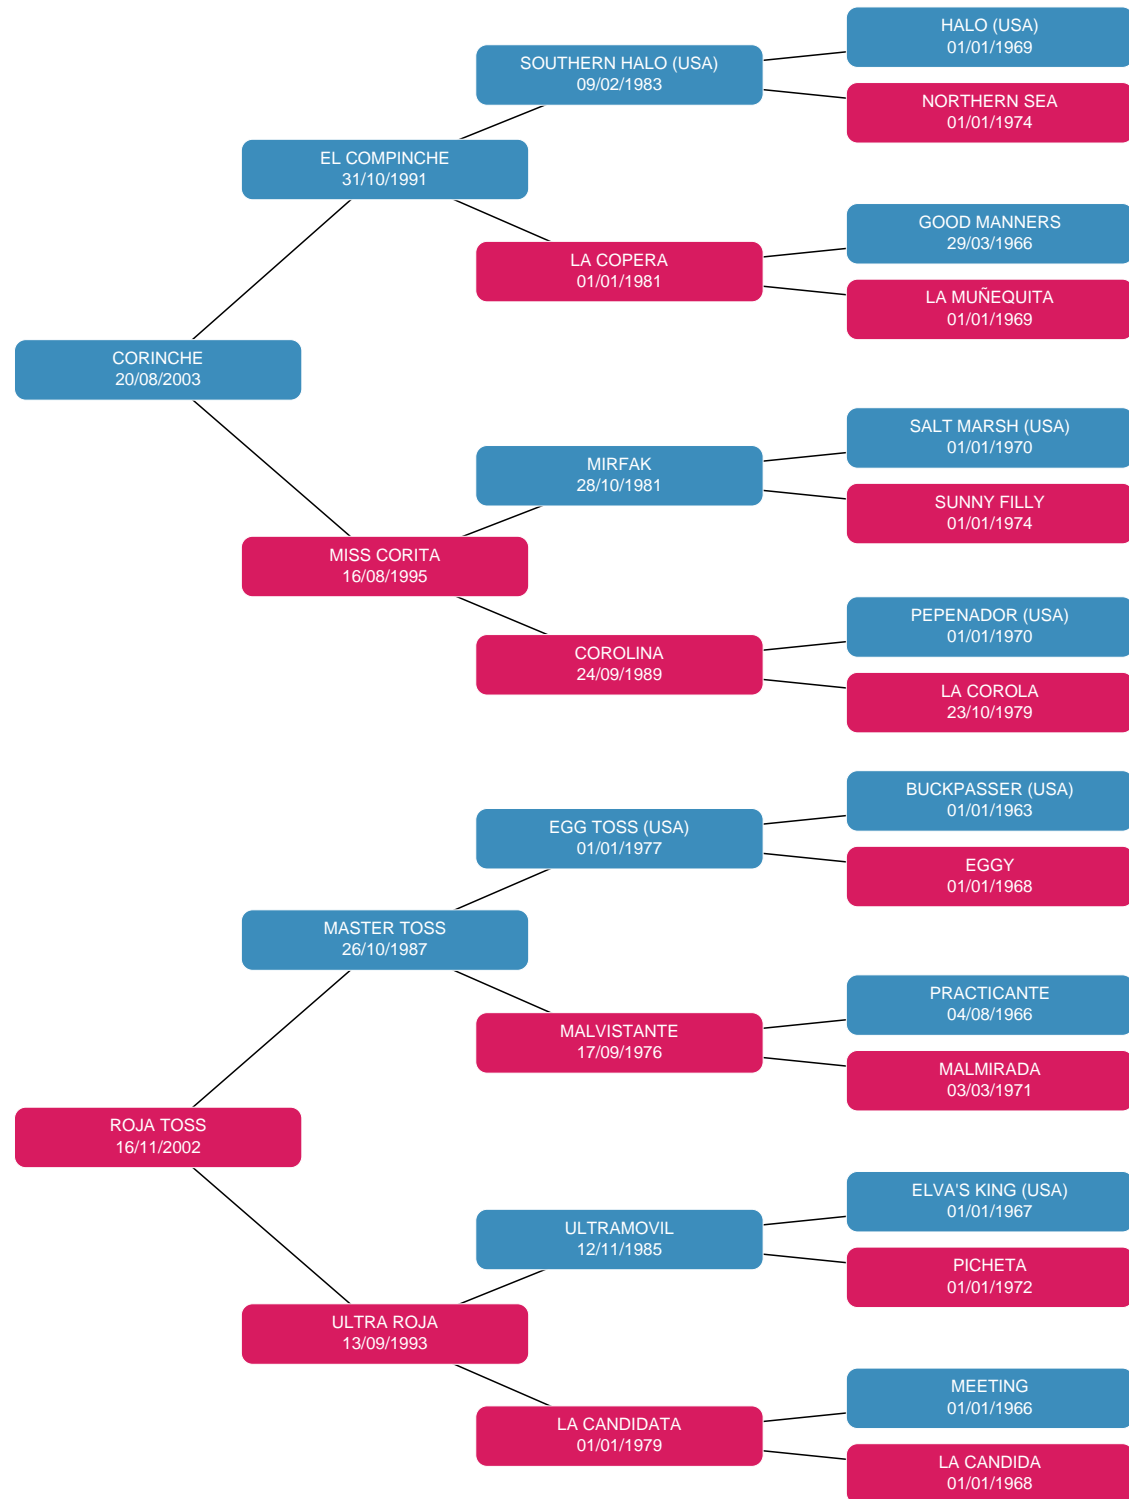 HALO (USA)
01/01/1969
SOUTHERN HALO (USA)
09/02/1983
NORTHERN SEA
01/01/1974
EL COMPINCHE
31/10/1991
GOOD MANNERS
29/03/1966
LA COPERA
01/01/1981
LA MUÑEQUITA
01/01/1969
CORINCHE
20/08/2003
SALT MARSH (USA)
01/01/1970
MIRFAK
28/10/1981
SUNNY FILLY
01/01/1974
MISS CORITA
16/08/1995
PEPENADOR (USA)
01/01/1970
COROLINA
24/09/1989
LA COROLA
23/10/1979
BUCKPASSER (USA)
01/01/1963
EGG TOSS (USA)
01/01/1977
EGGY
01/01/1968
MASTER TOSS
26/10/1987
PRACTICANTE
04/08/1966
MALVISTANTE
17/09/1976
MALMIRADA
03/03/1971
ROJA TOSS
16/11/2002
ELVA'S KING (USA)
01/01/1967
ULTRAMOVIL
12/11/1985
PICHETA
01/01/1972
ULTRA ROJA
13/09/1993
MEETING
01/01/1966
LA CANDIDATA
01/01/1979
LA CANDIDA
01/01/1968